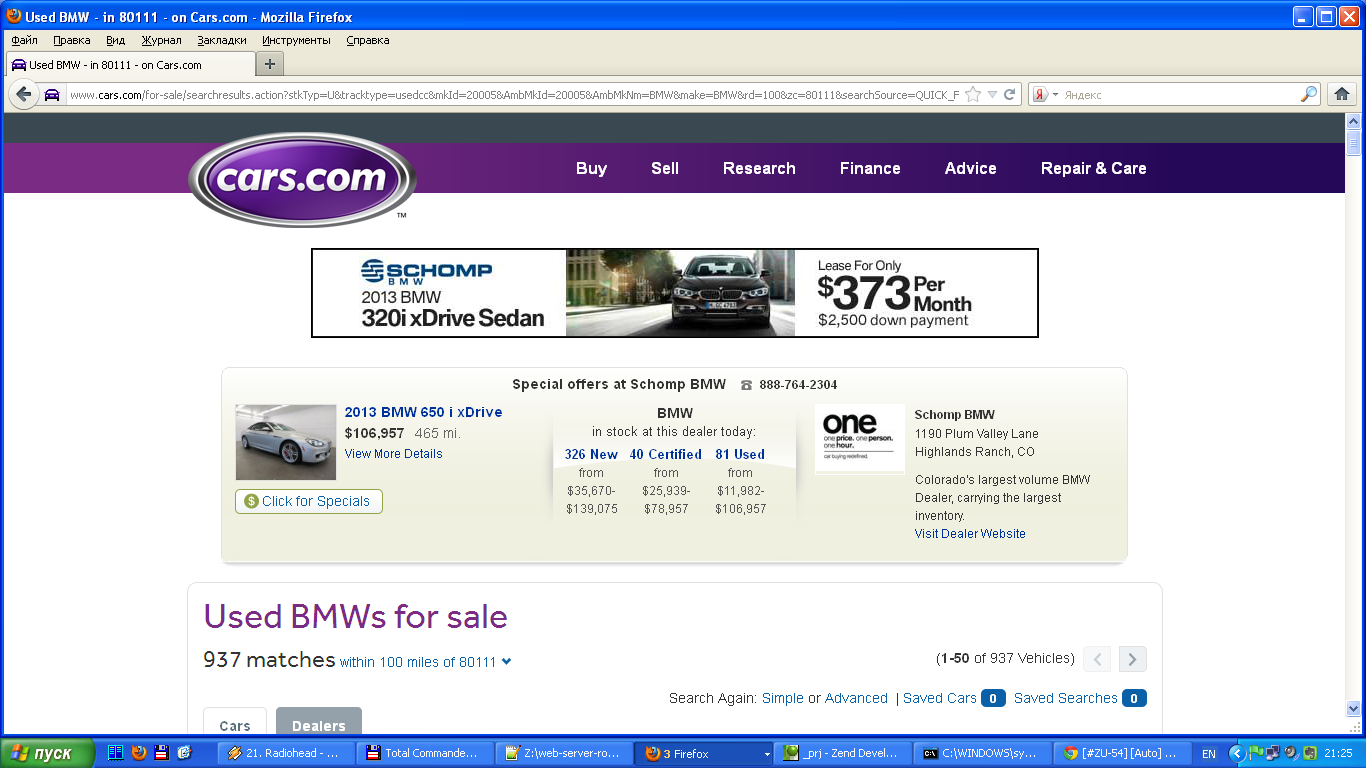 Used BMW - in 80111 - on Cars.com - Mozilla Firefox
Файл Правка Вид Журнал Закладки Инструменты Справка
Used BMW - in 80111 - on Cars.com
www.cars.com/for-sale/searchresults.action?stkTyp=U&tracktype=usedcc&mkId=20005&AmbMkId=20005&AmbMkNm=BMW&make=BMW&rd=100&zc=80111&searchSource=QUICK_F
Яндекс
cars.com
TM
Buy Sell Research Finance Advice Repair & Care
SCHOMP
BMW
2013 BMW
320i xDrive Sedan
Lease For Only
$373 Per Month
$2,500 down payment
Special offers at Schomp BMW 888-764-2304
2013 BMW 650 i xDrive
$106,957 465 mi.
View More Details
$ Click for Specials
BMW
in stock at this dealer today:
326 New 40 Certified 81 Used
from from from
$35,670- $25,939- $11,982-
$139,075 $78,957 $106,957
one
one price. one person.
one hour.
car buying redefined.
Schomp BMW
1190 Plum Valley Lane
Highlands Ranch, CO
Colorado's largest volume BMW
Dealer, carrying the largest
inventory.
Visit Dealer Website
Used BMWs for sale
937 matches within 100 miles of 80111
(1-50 of 937 Vehicles)
Search Again: Simple or Advanced | Saved Cars 0 Saved Searches 0
Cars Dealers
пуск
21. Radiohead - ...
Total Commande...
Z:\web-server-ro...
3 Firefox
_prj - Zend Devel...
C:\WINDOWS\sy...
[#ZU-54] [Auto] ...
EN
21:25